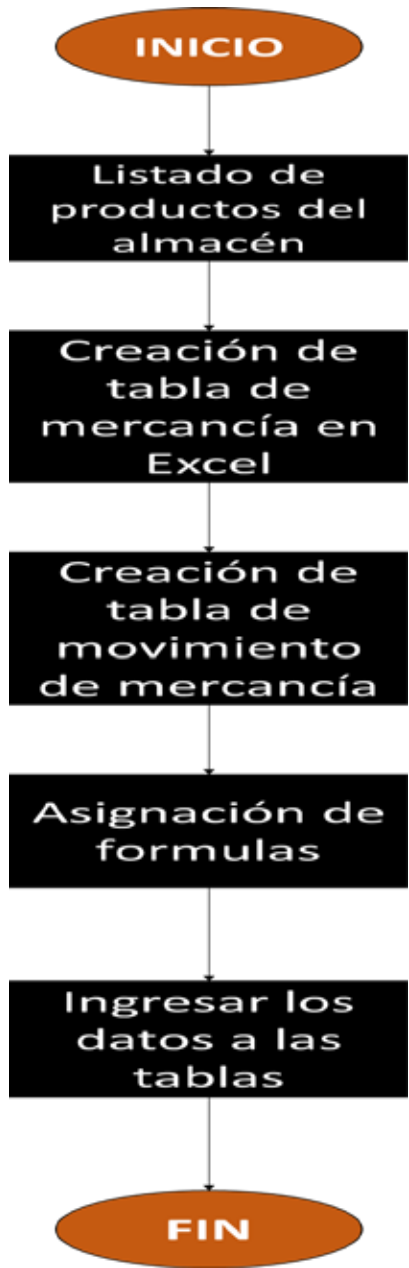 INICIO
Listado de
productos del
almacén
Creación de
tabla de
mercancía en
Excel
Creación de
tabla de
movimiento
de mercancía
Asignación de
formulas
Ingresar los
datos a las
tablas
FIN